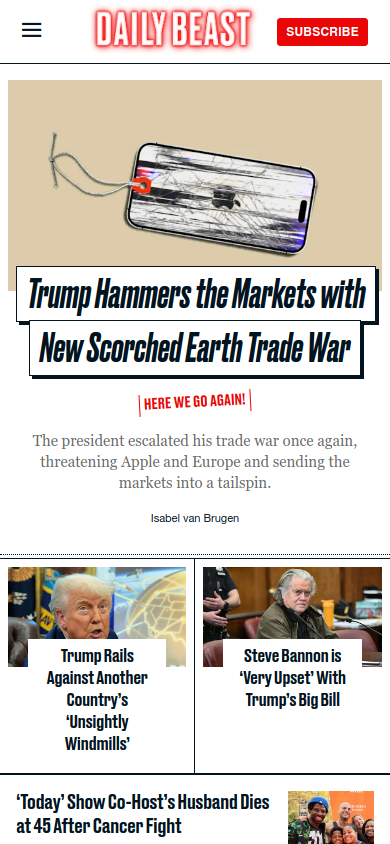 DAILY BEAST
SUBSCRIBE
Trump Hammers the Markets with
New Scorched Earth Trade War
HERE WE GO AGAIN!
The president escalated his trade war once again,
threatening Apple and Europe and sending the
markets into a tailspin.
Isabel van Brugen
Trump Rails
Against Another
Country’s
‘Unsightly
Windmills’
Steve Bannon is
‘Very Upset’ With
Trump’s Big Bill
‘Today’ Show Co-Host’s Husband Dies
at 45 After Cancer Fight